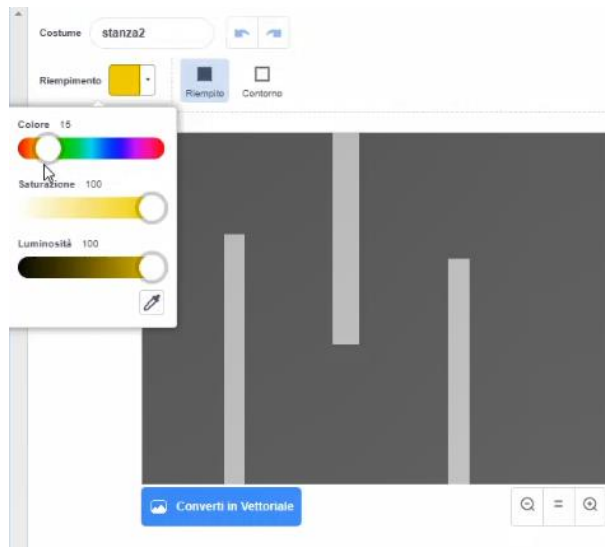 Costume stanza2
Riempimento
Riempito Contorno
Colore 15
Saturazione 100
Luminosità 100
Converti in Vettoriale